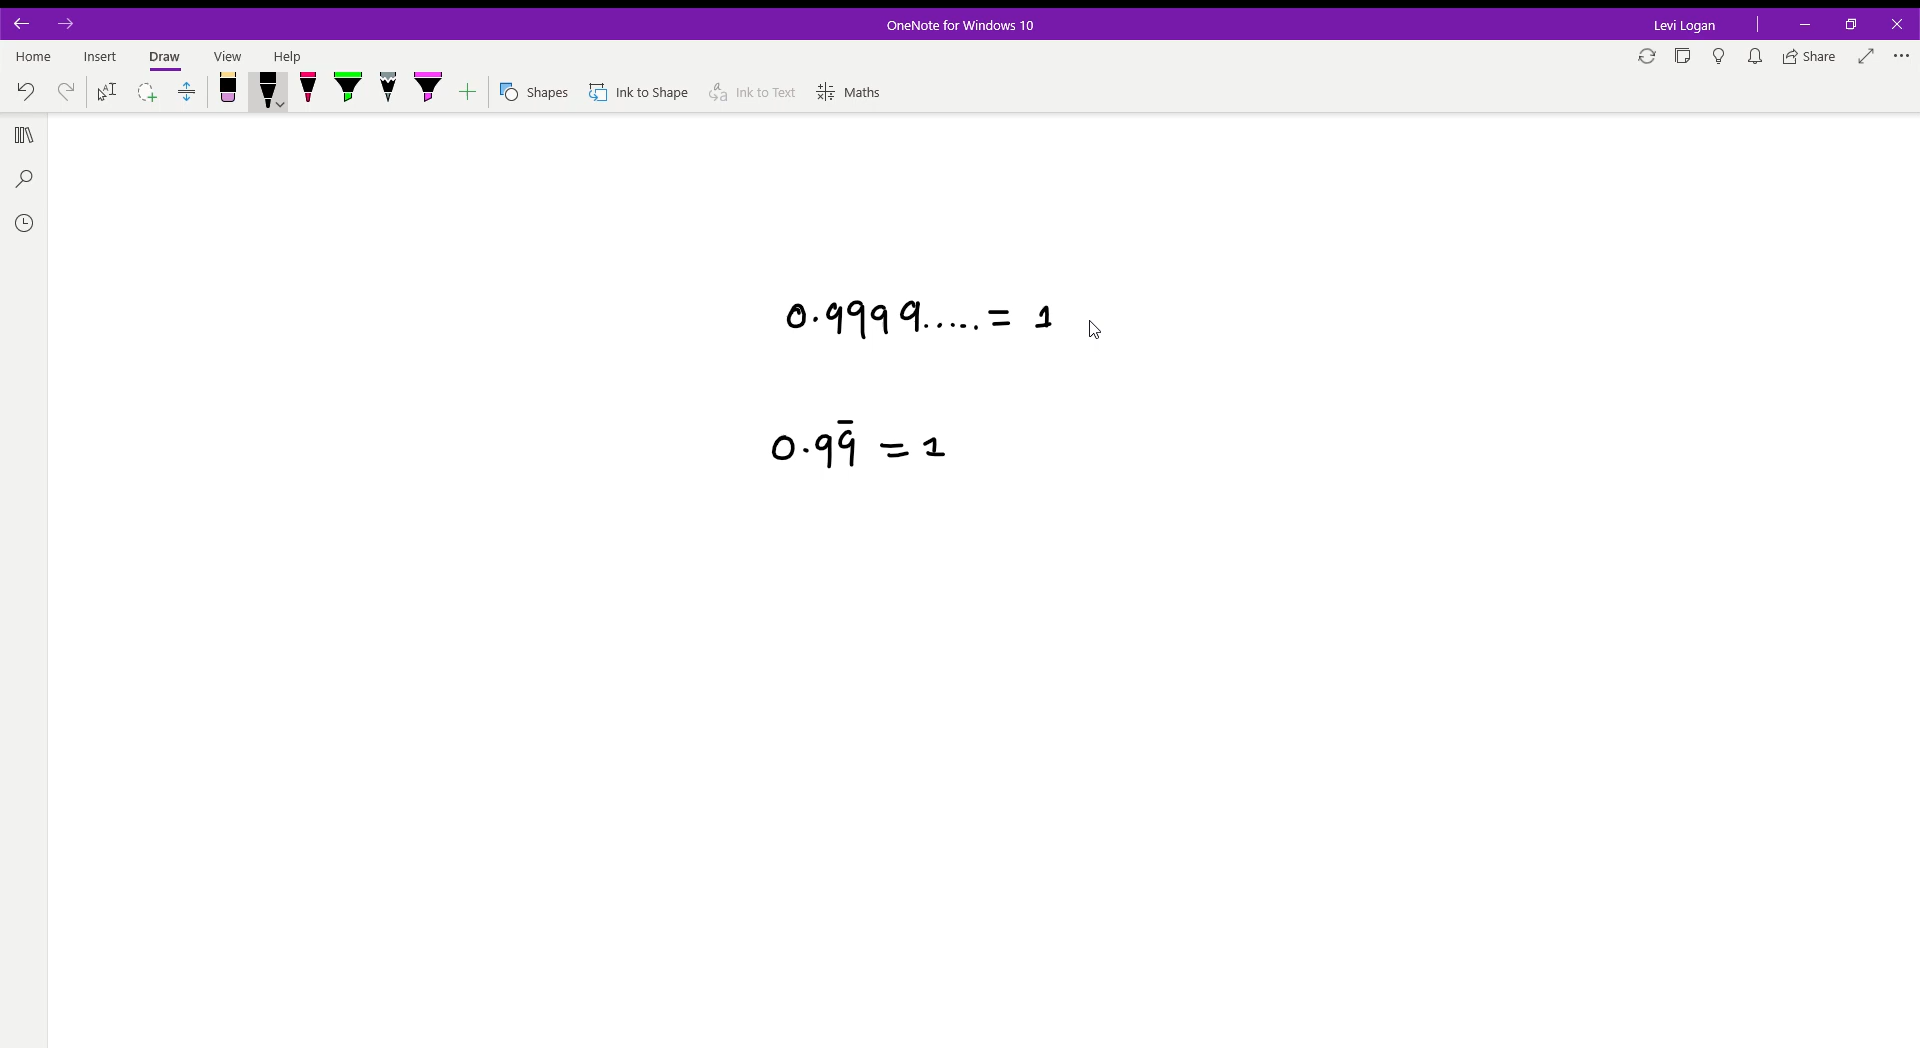 OneNote for Windows 10
Levi Logan
Home Insert Draw View Help
Share
Shapes Ink to Shape Ink to Text Maths
0.9999.....= 1
0.99̄ = 1